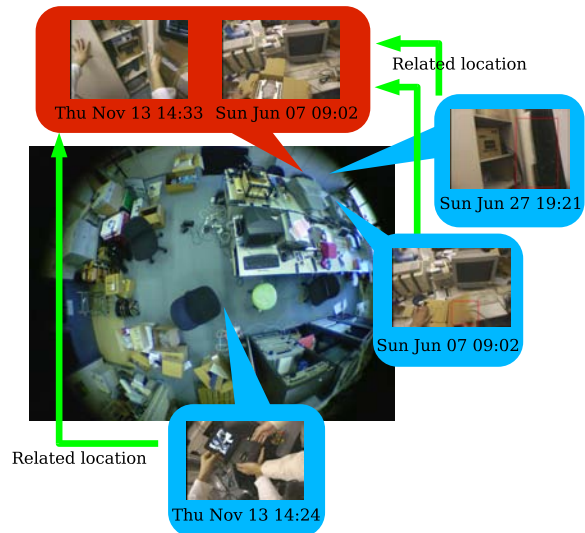 Thu Nov 13 14:33
Sun Jun 07 09:02
Related location
Sun Jun 27 19:21
Sun Jun 07 09:02
Related location
Thu Nov 13 14:24